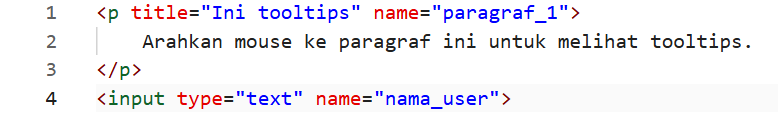 1 <p title="Ini tooltips" name="paragraf_1">
2     Arahkan mouse ke paragraf ini untuk melihat tooltips.
3 </p>
4 <input type="text" name="nama_user">